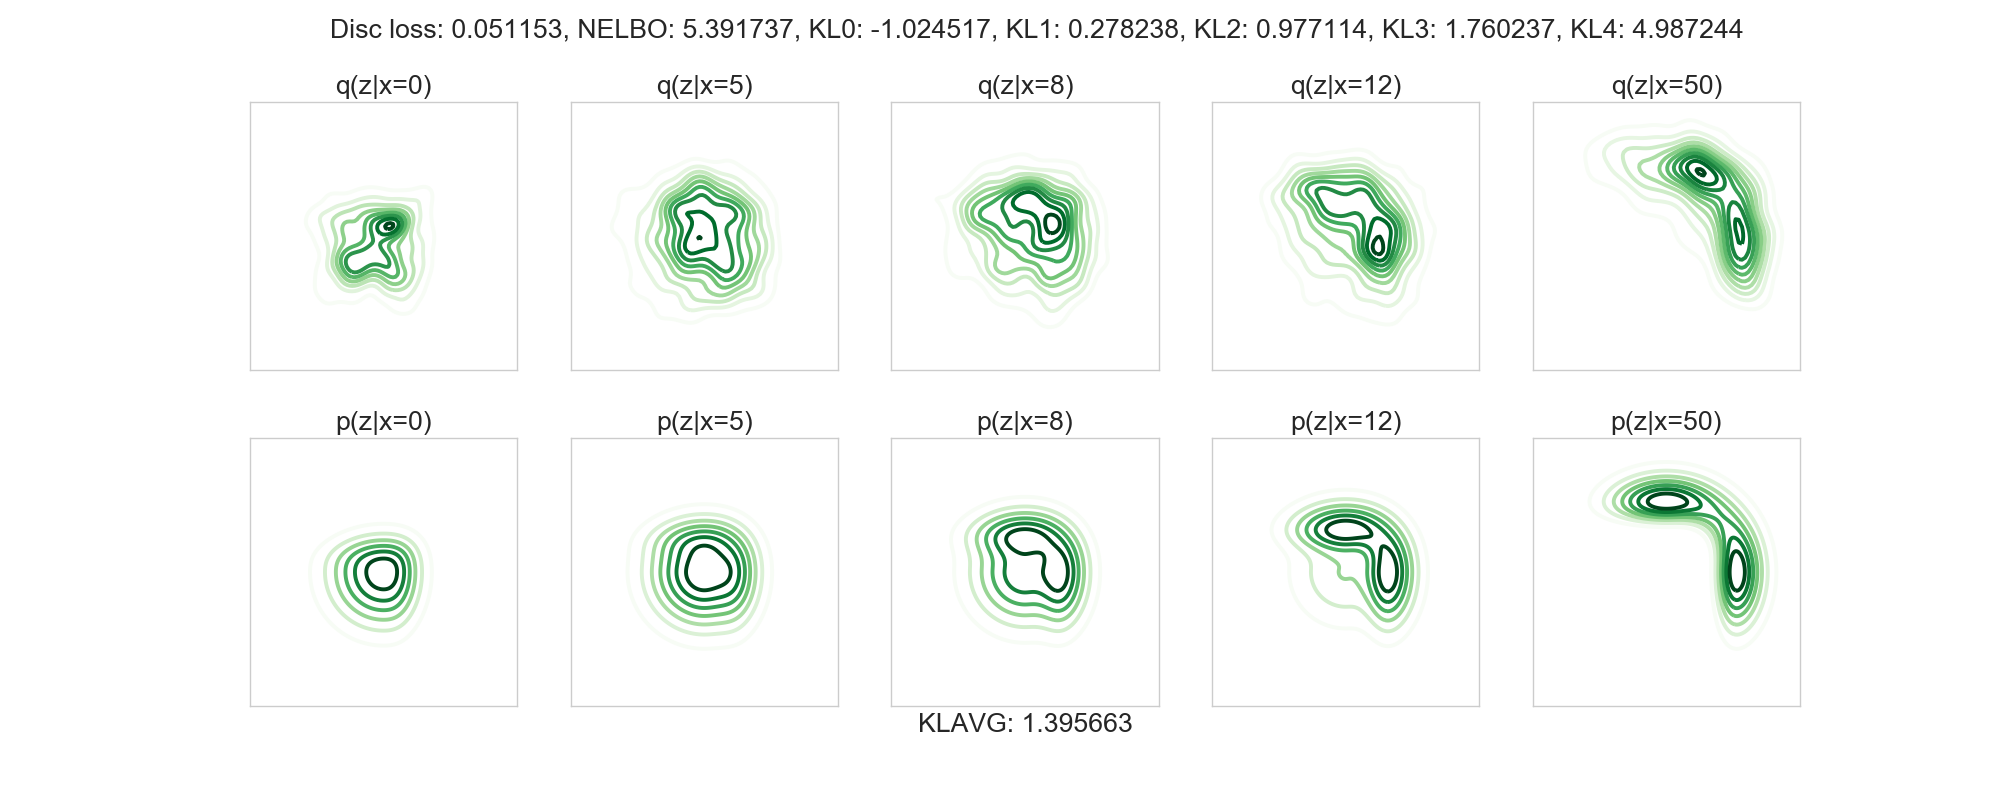 Disc loss: 0.051153, NELBO: 5.391737, KL0: -1.024517, KL1: 0.278238, KL2: 0.977114, KL3: 1.760237, KL4: 4.987244
q(z|x=0)
q(z|x=5)
q(z|x=8)
q(z|x=12)
q(z|x=50)
p(z|x=0)
p(z|x=5)
p(z|x=8)
p(z|x=12)
p(z|x=50)
KLAVG: 1.395663